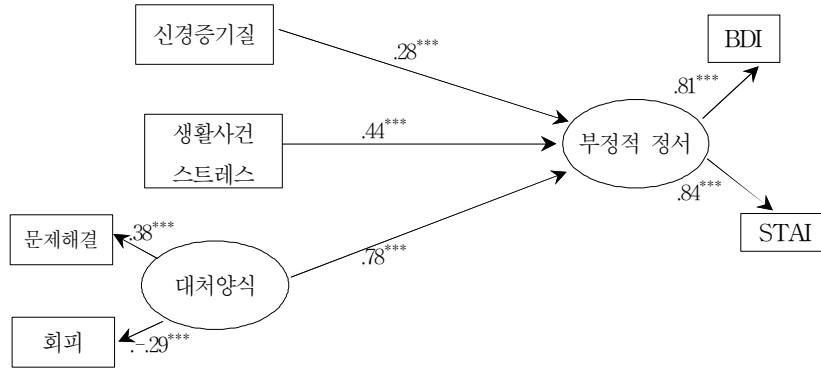 신경증기질
BDI
.28***
.81***
생활사건
스트레스
.44***
부정적 정서
.84***
STAI
문제해결
.38***
대처양식
.78***
회피
.-.29***